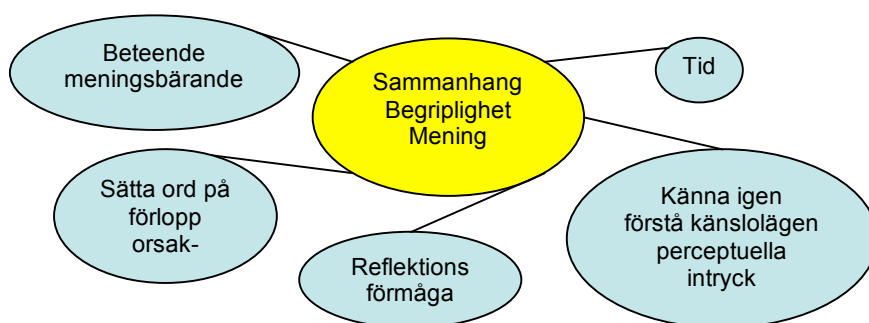 Beteende
meningsbärande
Sammanhang
Begriplighet
Mening
Tid
Sätta ord på
förlopp
orsak-
Reflektions
förmåga
Känna igen
förstå känslolägen
perceptuella
intryck